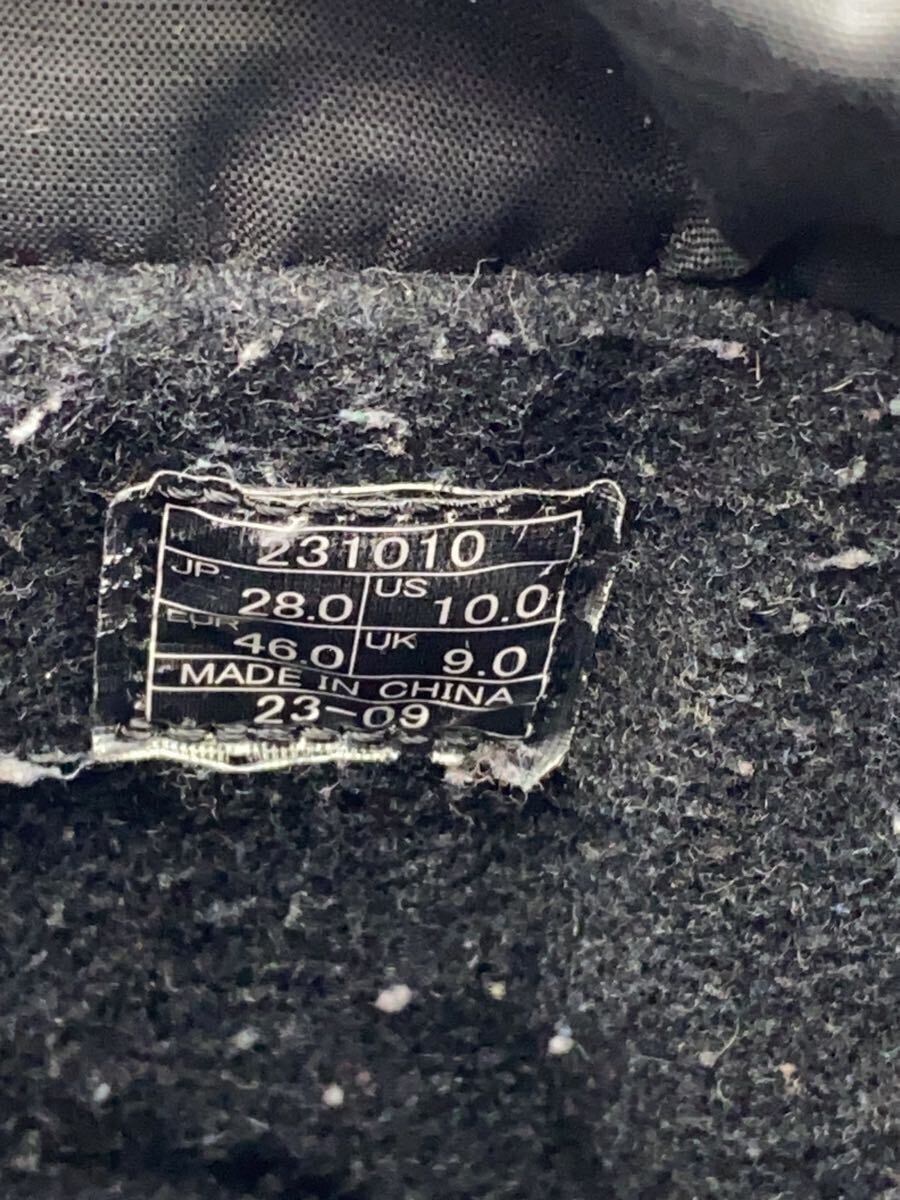 231010
JP 28.0 US 10.0
EUR 46.0 UK 9.0
MADE IN CHINA
23-09